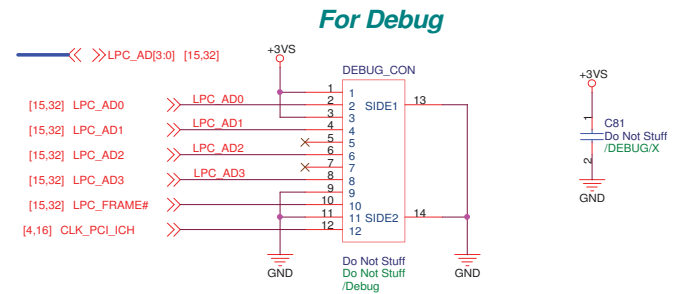 For Debug
LPC_AD[3:0] [15,32]
+3VS
DEBUG_CON
[15,32] LPC_AD0 LPC_AD0
[15,32] LPC_AD1 LPC_AD1
[15,32] LPC_AD2 LPC_AD2
[15,32] LPC_AD3 LPC_AD3
[15,32] LPC_FRAME#
[4,16] CLK_PCI_ICH
1 1
2 2 SIDE1 13
3 3
4 4
5 5
6 6
7 7
8 8
9 9
10 10
11 11 SIDE2 14
12 12
GND
Do Not Stuff
Do Not Stuff
/Debug
GND
+3VS
1
C81
Do Not Stuff
/DEBUG/X
2
GND